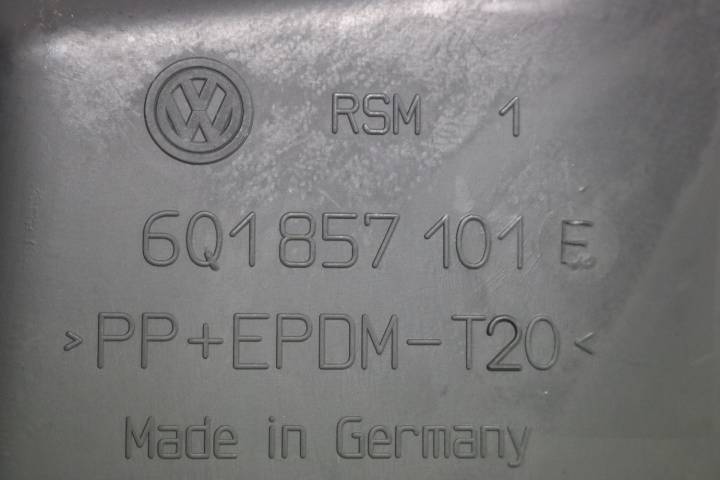 RSM 1
6Q1 857 101 E
>PP+EPDM-T20<
Made in Germany